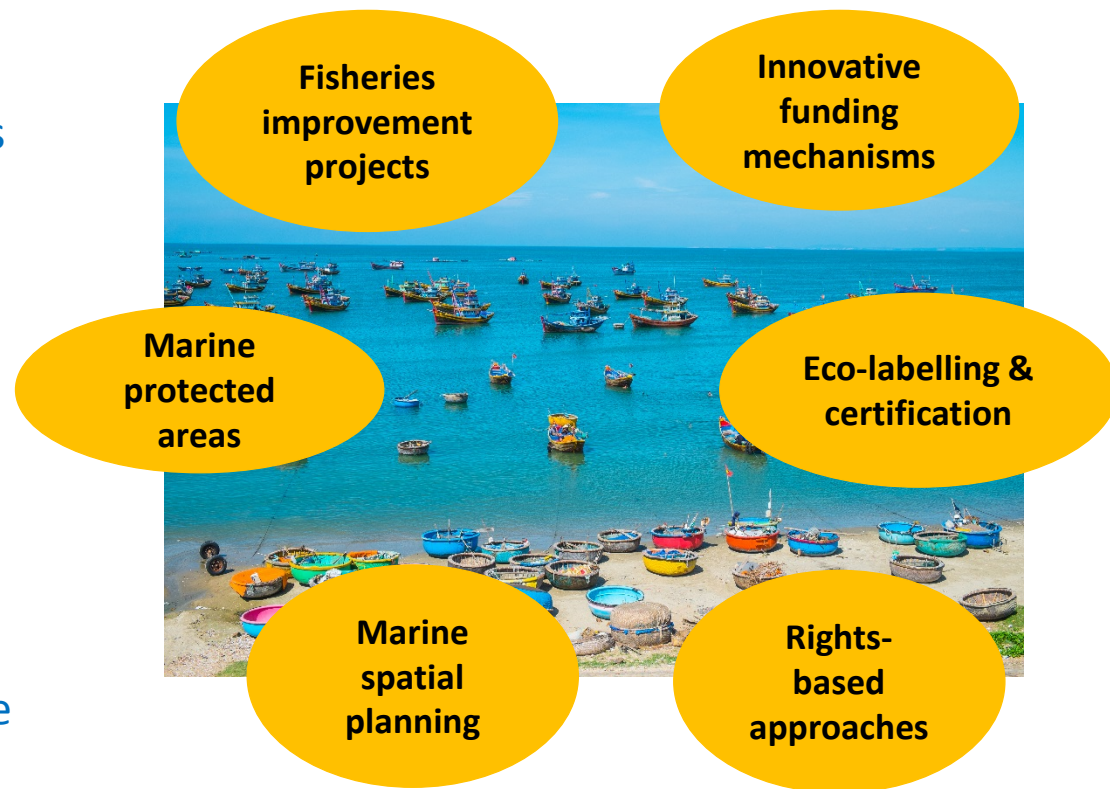 Fisheries
improvement
projects
Innovative
funding
mechanisms
Marine
protected
areas
Eco-labelling &
certification
Marine
spatial
planning
Rights-
based
approaches